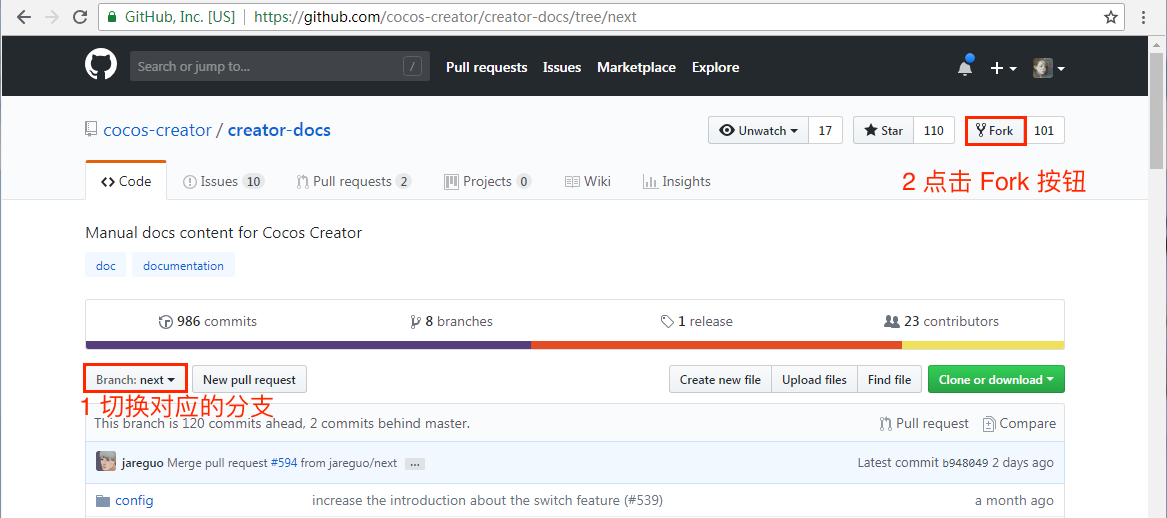 GitHub, Inc. [US] https://github.com/cocos-creator/creator-docs/tree/next
Search or jump to... / Pull requests Issues Marketplace Explore
cocos-creator / creator-docs Unwatch 17 Star 110 Fork 101
Code Issues 10 Pull requests 2 Projects 0 Wiki Insights
2 点击 Fork 按钮
Manual docs content for Cocos Creator
doc documentation
986 commits 8 branches 1 release 23 contributors
Branch: next New pull request Create new file Upload files Find file Clone or download
1 切换对应的分支
This branch is 120 commits ahead, 2 commits behind master. Pull request Compare
jareguo Merge pull request #594 from jareguo/next ... Latest commit b948049 2 days ago
config increase the introduction about the switch feature (#539) a month ago